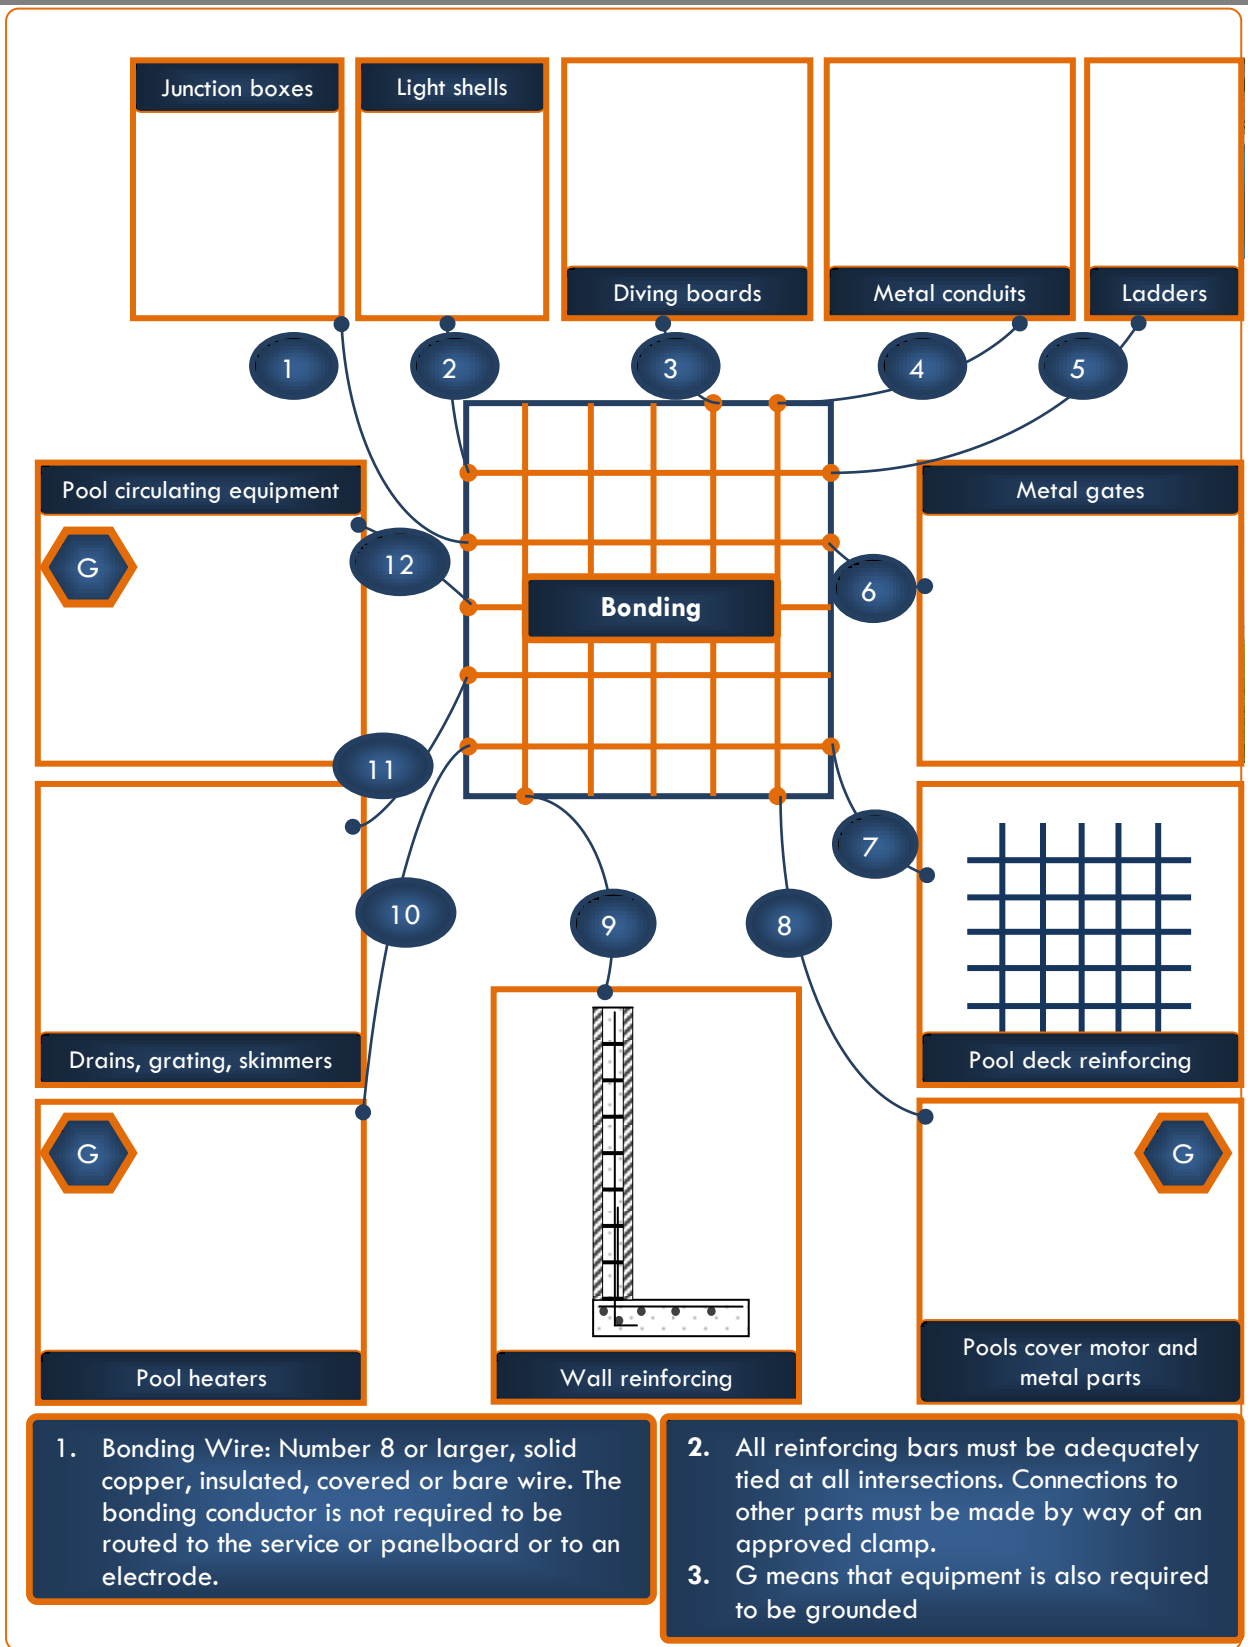 Junction boxes
Light shells
Diving boards
Metal conduits
Ladders
1
2
3
4
5
Pool circulating equipment
Metal gates
G
12
6
Bonding
11
7
10
9
8
Drains, grating, skimmers
Pool deck reinforcing
G
G
Pool heaters
Wall reinforcing
Pools cover motor and
metal parts
1. Bonding Wire: Number 8 or larger, solid
copper, insulated, covered or bare wire. The
bonding conductor is not required to be
routed to the service or panelboard or to an
electrode.
2. All reinforcing bars must be adequately
tied at all intersections. Connections to
other parts must be made by way of an
approved clamp.
3. G means that equipment is also required
to be grounded